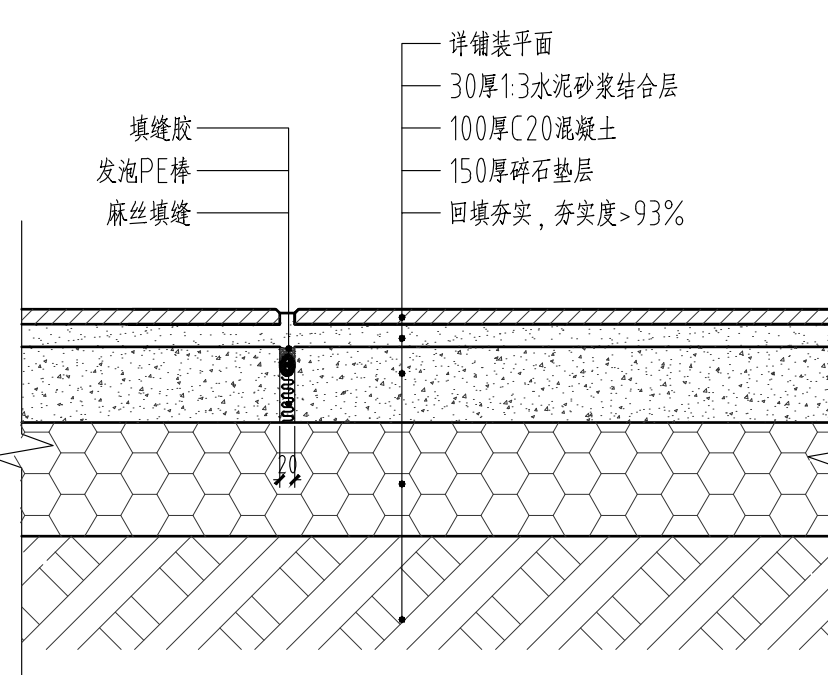 详铺装平面
30厚1:3水泥砂浆结合层
100厚C20混凝土
150厚碎石垫层
回填夯实，夯实度>93%
填缝胶
发泡PE棒
麻丝填缝
20